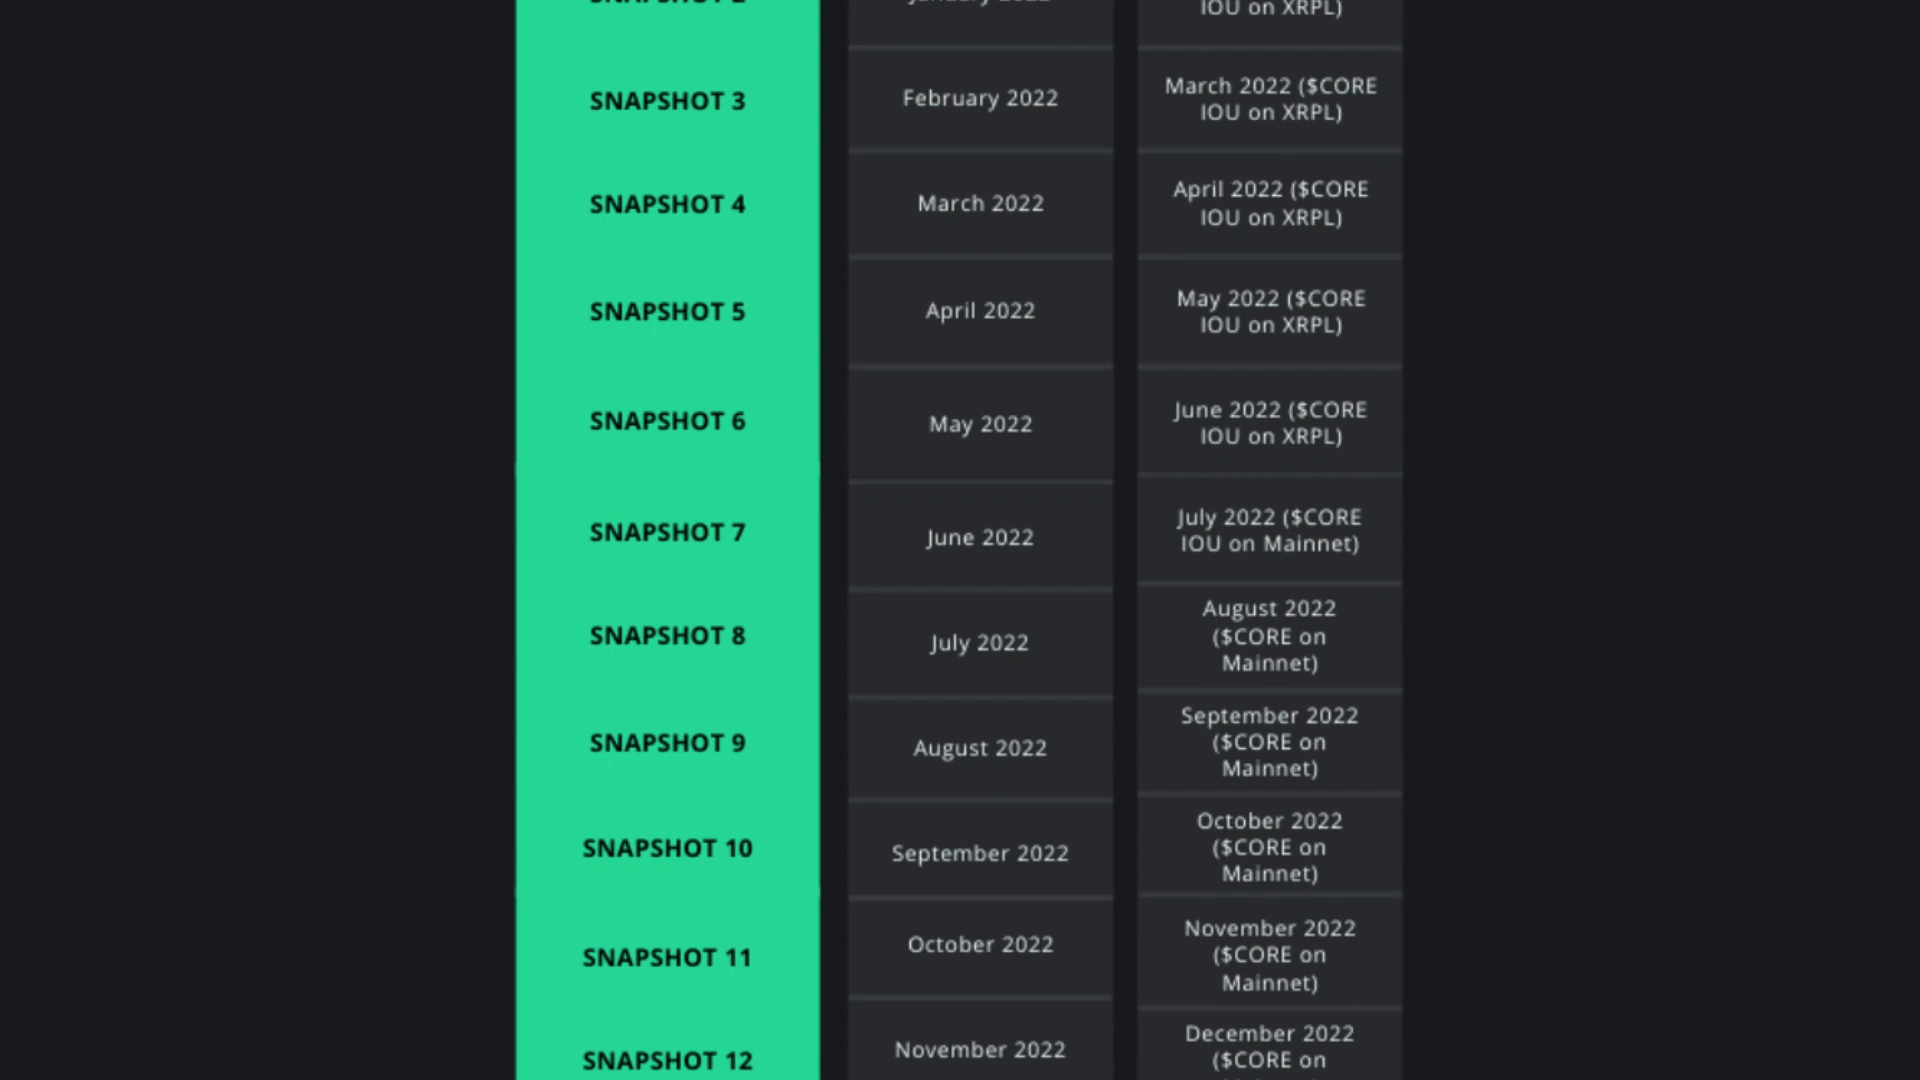 SNAPSHOT 2
January 2022
IOU on XRPL)
SNAPSHOT 3
February 2022
March 2022 ($CORE
IOU on XRPL)
SNAPSHOT 4
March 2022
April 2022 ($CORE
IOU on XRPL)
SNAPSHOT 5
April 2022
May 2022 ($CORE
IOU on XRPL)
SNAPSHOT 6
May 2022
June 2022 ($CORE
IOU on XRPL)
SNAPSHOT 7
June 2022
July 2022 ($CORE
IOU on Mainnet)
SNAPSHOT 8
July 2022
August 2022
($CORE on
Mainnet)
SNAPSHOT 9
August 2022
September 2022
($CORE on
Mainnet)
SNAPSHOT 10
September 2022
October 2022
($CORE on
Mainnet)
SNAPSHOT 11
October 2022
November 2022
($CORE on
Mainnet)
SNAPSHOT 12
November 2022
December 2022
($CORE on